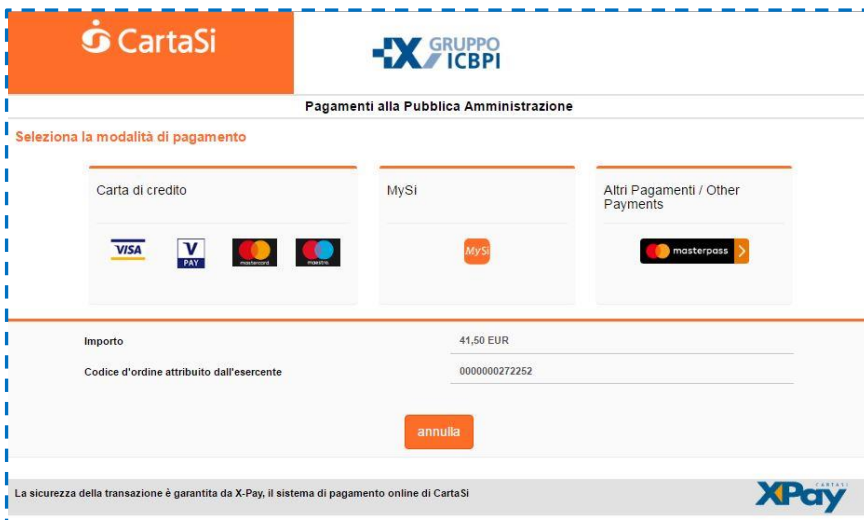 CartaSi
GRUPPO
ICBPI
Pagamenti alla Pubblica Amministrazione
Seleziona la modalità di pagamento
Carta di credito
MySi
Altri Pagamenti / Other
Payments
VISA
V
PAY
mastercard
maestro
MySi
masterpass
Importo
41,50 EUR
Codice d'ordine attribuito dall'esercente
0000000272252
annulla
La sicurezza della transazione è garantita da X-Pay, il sistema di pagamento online di CartaSi
CARTASI
XPay